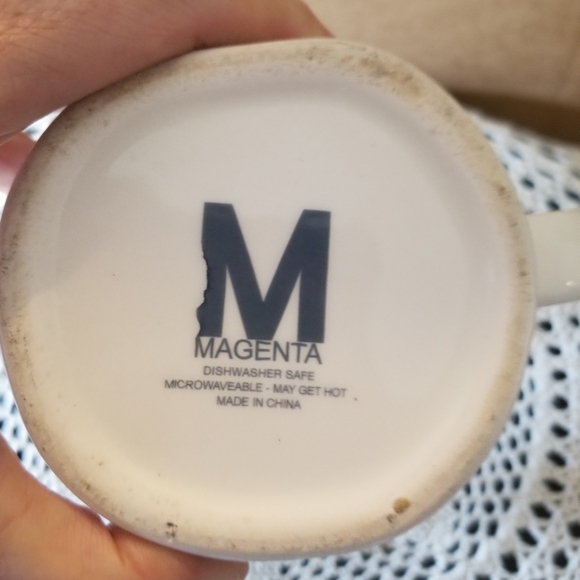 M
MAGENTA
DISHWASHER SAFE
MICROWAVEABLE - MAY GET HOT
MADE IN CHINA